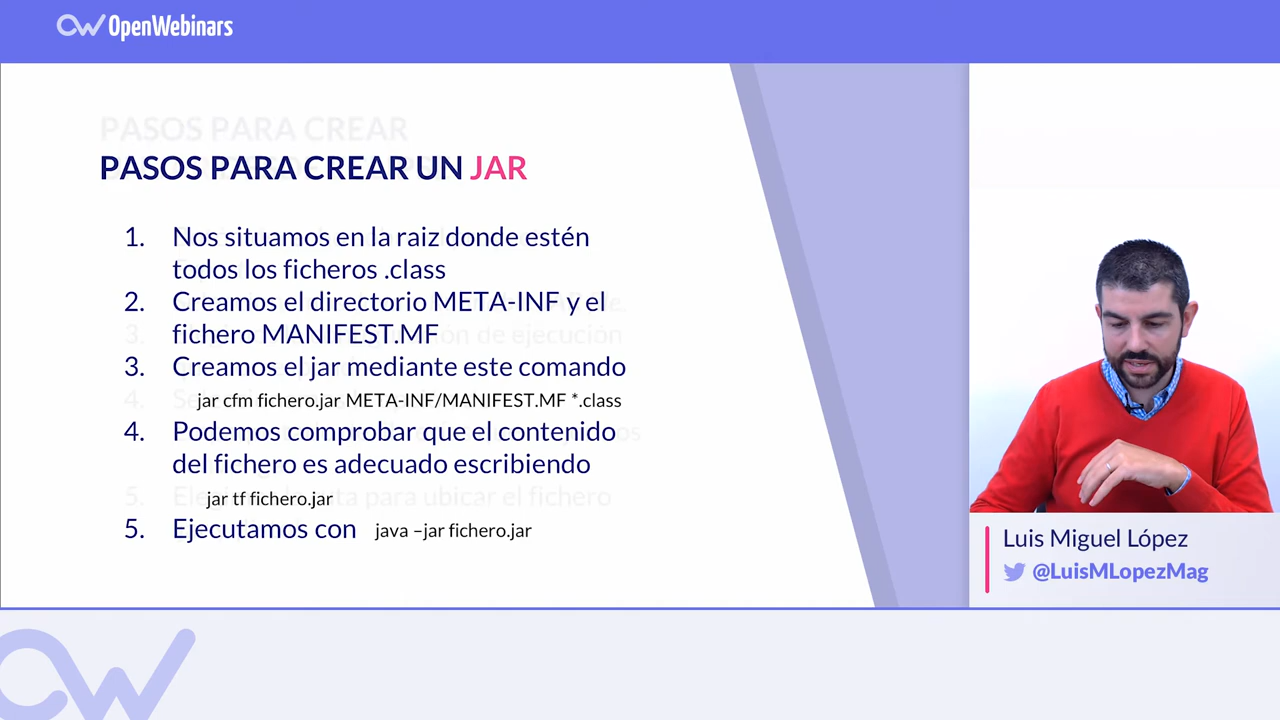 OpenWebinars
PASOS PARA CREAR
PASOS PARA CREAR UN JAR
1. Nos situamos en la raiz donde estén
todos los ficheros .class
2. Creamos el directorio META-INF y el
fichero MANIFEST.MF
3. Creamos el jar mediante este comando
jar cfm fichero.jar META-INF/MANIFEST.MF *.class
4. Podemos comprobar que el contenido
del fichero es adecuado escribiendo
jar tf fichero.jar
5. Ejecutamos con java –jar fichero.jar
Luis Miguel López
@LuisMLopezMag